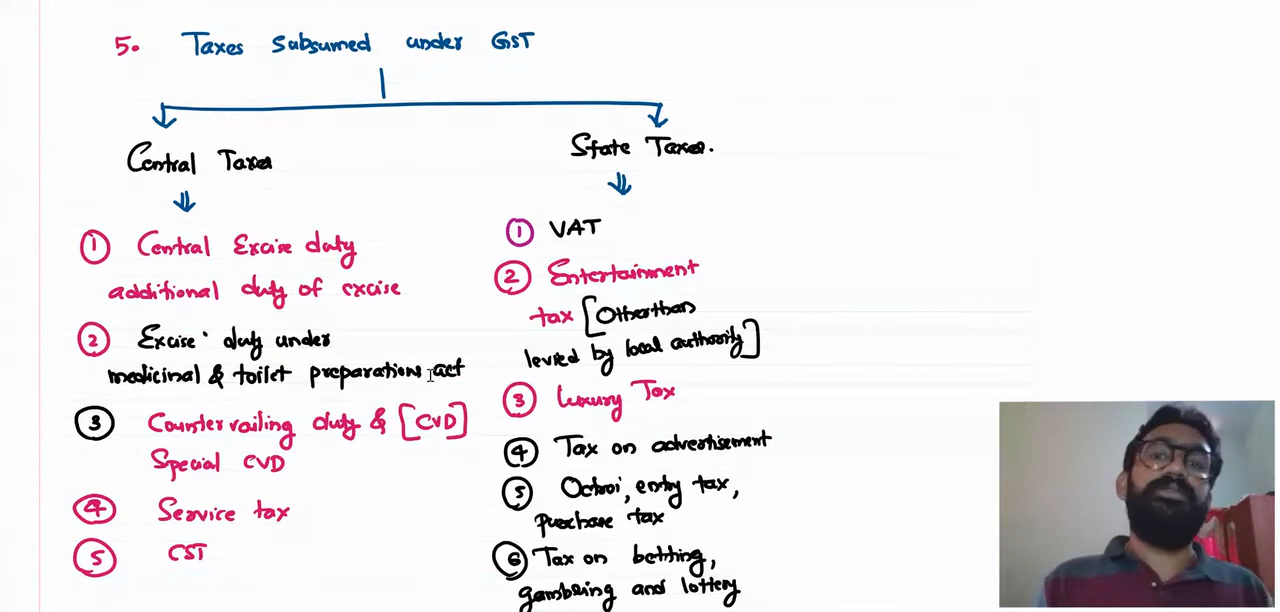 5. Taxes Subsumed under GST
Central Taxes
① Central Excise duty
additional duty of excise
② Excise duty under
medicinal & toilet preparations act
③ Countervailing duty & [CVD]
Special CVD
④ Service tax
⑤ CST
State Taxes.
① VAT
② Entertainment
tax [Otherthan
levied by local authority]
③ Luxury Tax
④ Tax on advertisement
⑤ Octroi, entry tax,
purchase tax
⑥ Tax on betting,
gambling and lottery